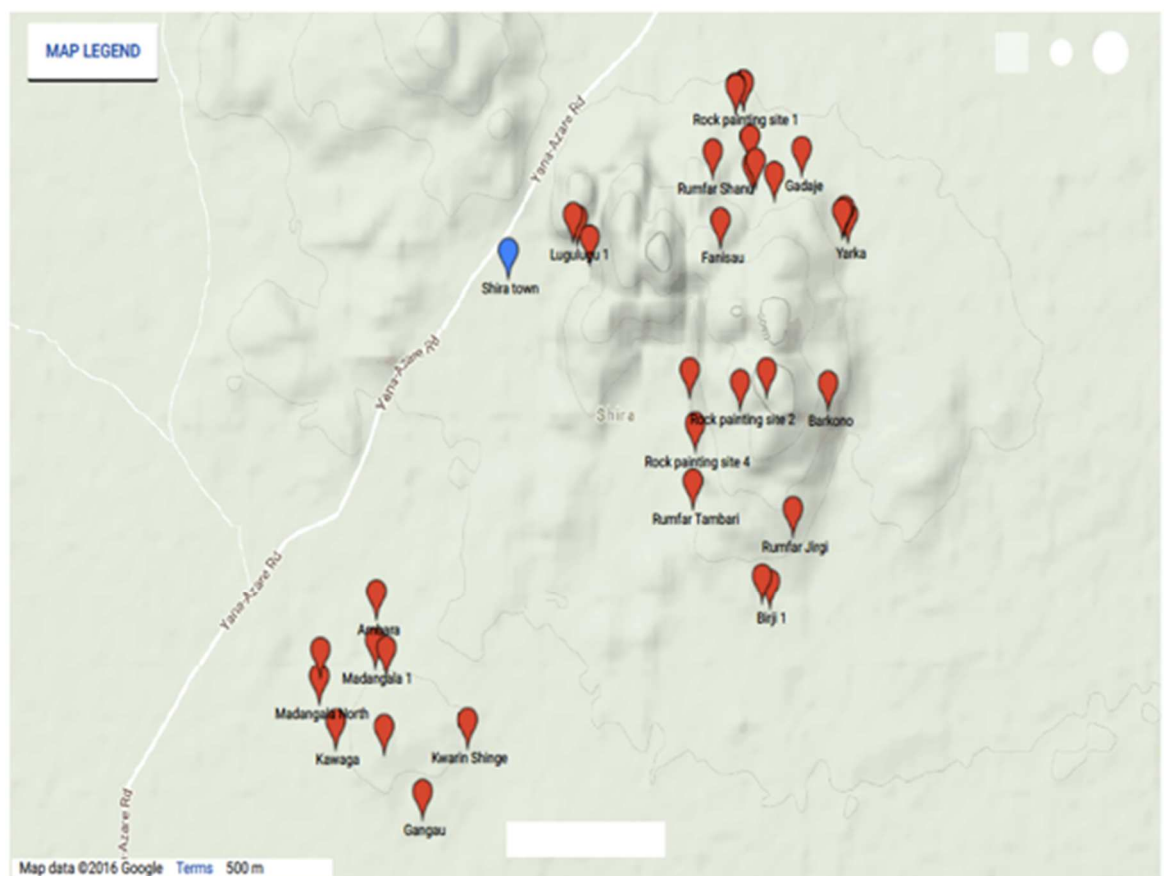 MAP LEGEND
Rock painting site 1
Yana-Azare Rd
Rumfar Shanu
Gadaje
Lugulugu 1
Fanisau
Yarka
Shira town
Yana-Azare Rd
Shira
Rock painting site 2
Barkono
Rock painting site 4
Rumfar Tambari
Rumfar Jirgi
Yana-Azare Rd
Birji 1
Ambara
Madangala 1
Madangala North
Kawaga
Kwarin Shinge
Azare Rd
Gangau
Map data ©2016 Google Terms 500 m